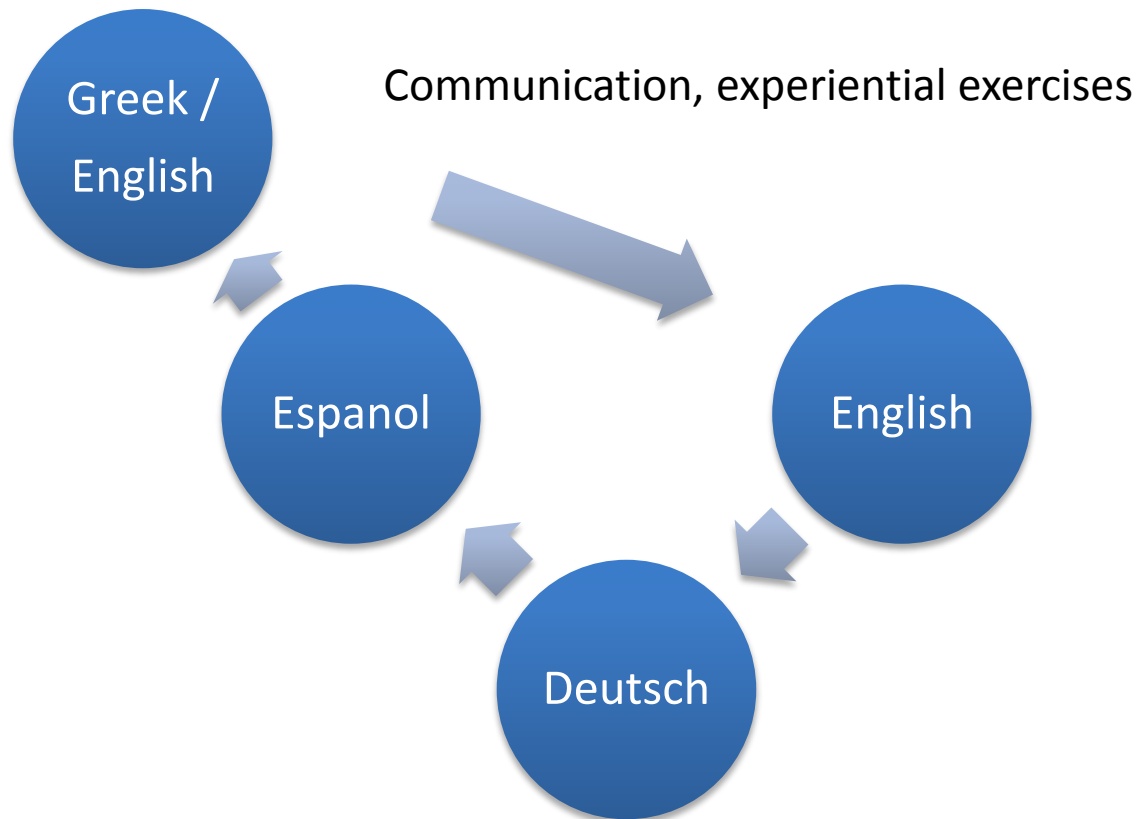 Greek /
English
Communication, experiential exercises
Espanol
English
Deutsch